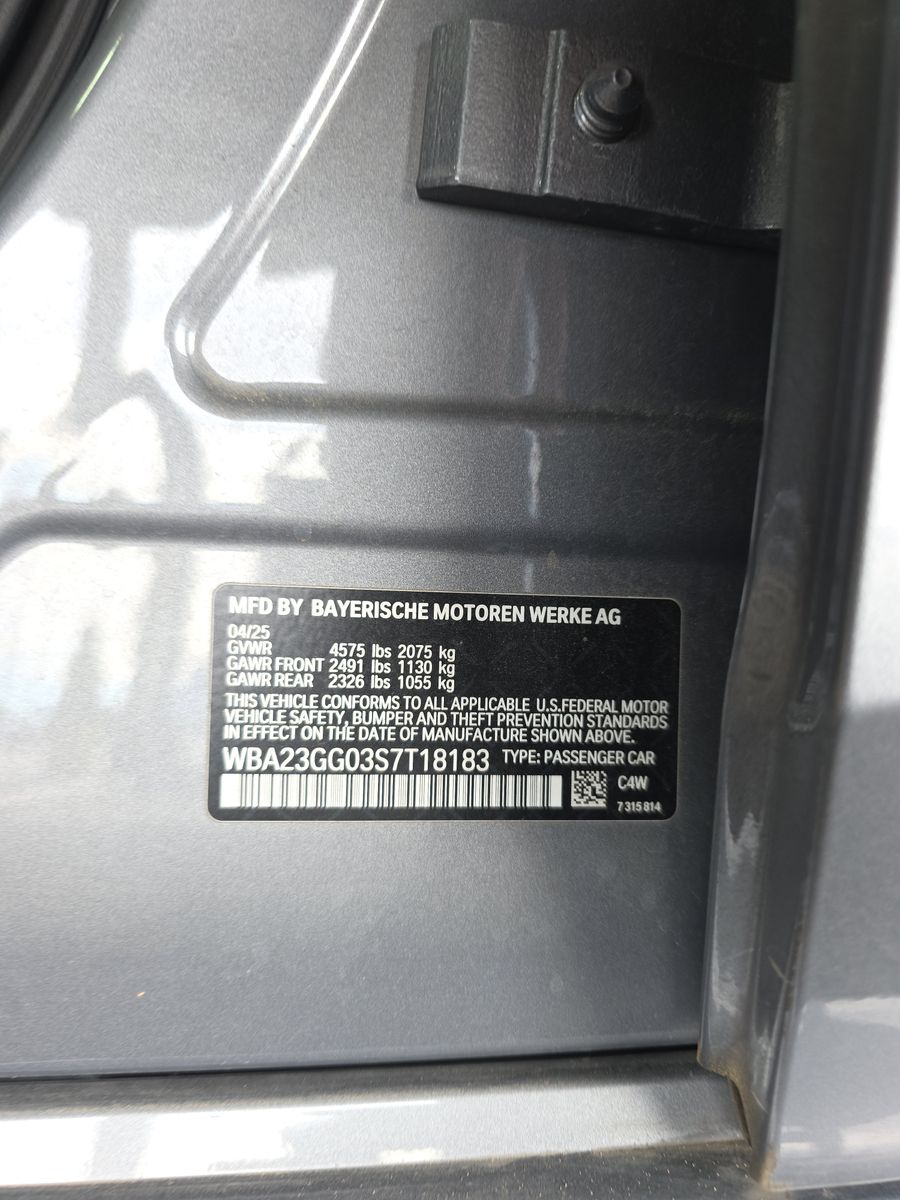 MFD BY BAYERISCHE MOTOREN WERKE AG
04/25
GVWR 4575 lbs 2075 kg
GAWR FRONT 2491 lbs 1130 kg
GAWR REAR 2326 lbs 1055 kg
THIS VEHICLE CONFORMS TO ALL APPLICABLE U.S.FEDERAL MOTOR
VEHICLE SAFETY, BUMPER AND THEFT PREVENTION STANDARDS
IN EFFECT ON THE DATE OF MANUFACTURE SHOWN ABOVE.
WBA23GG03S7T18183 TYPE: PASSENGER CAR
C4W
7 315 814